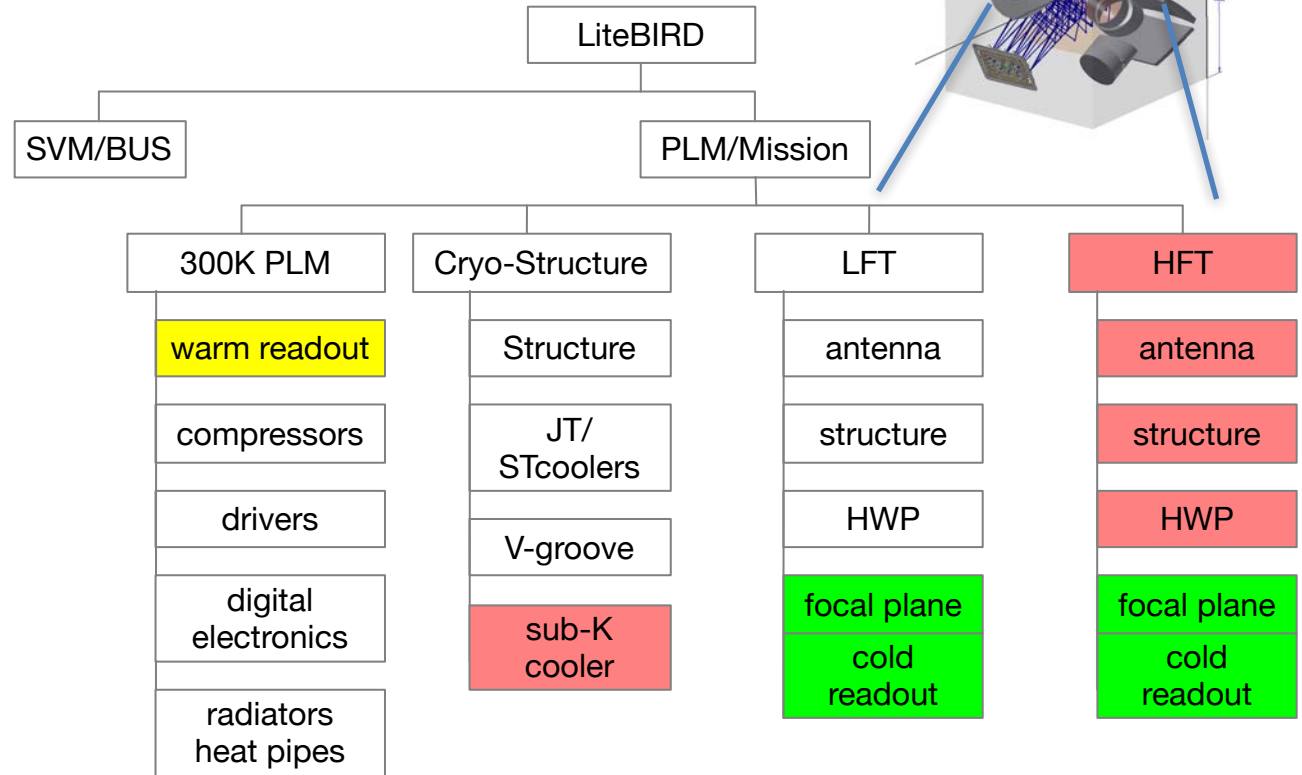 LiteBIRD
SVM/BUS
PLM/Mission
300K PLM
Cryo-Structure
LFT
HFT
warm readout
Structure
antenna
antenna
compressors
JT/
STcoolers
structure
structure
drivers
V-groove
HWP
HWP
digital
electronics
sub-K
cooler
focal plane
cold
readout
focal plane
cold
readout
radiators
heat pipes